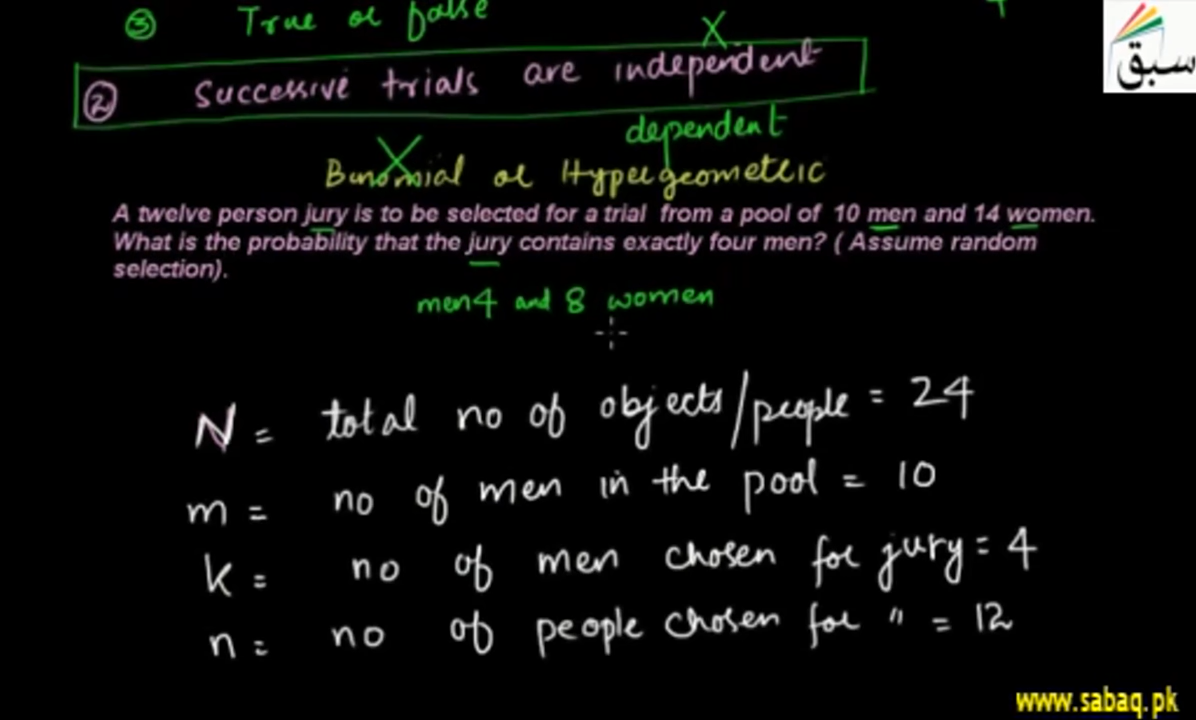 ③ True or false
سبق
② Successive trials are independent
dependent
Binomial or Hypergeometric
A twelve person jury is to be selected for a trial from a pool of 10 men and 14 women.
What is the probability that the jury contains exactly four men? ( Assume random
selection).
men4 and 8 women
N = total no of objects/people = 24
m = no of men in the pool = 10
k = no of men chosen for jury = 4
n = no of people chosen for " = 12
www.sabaq.pk